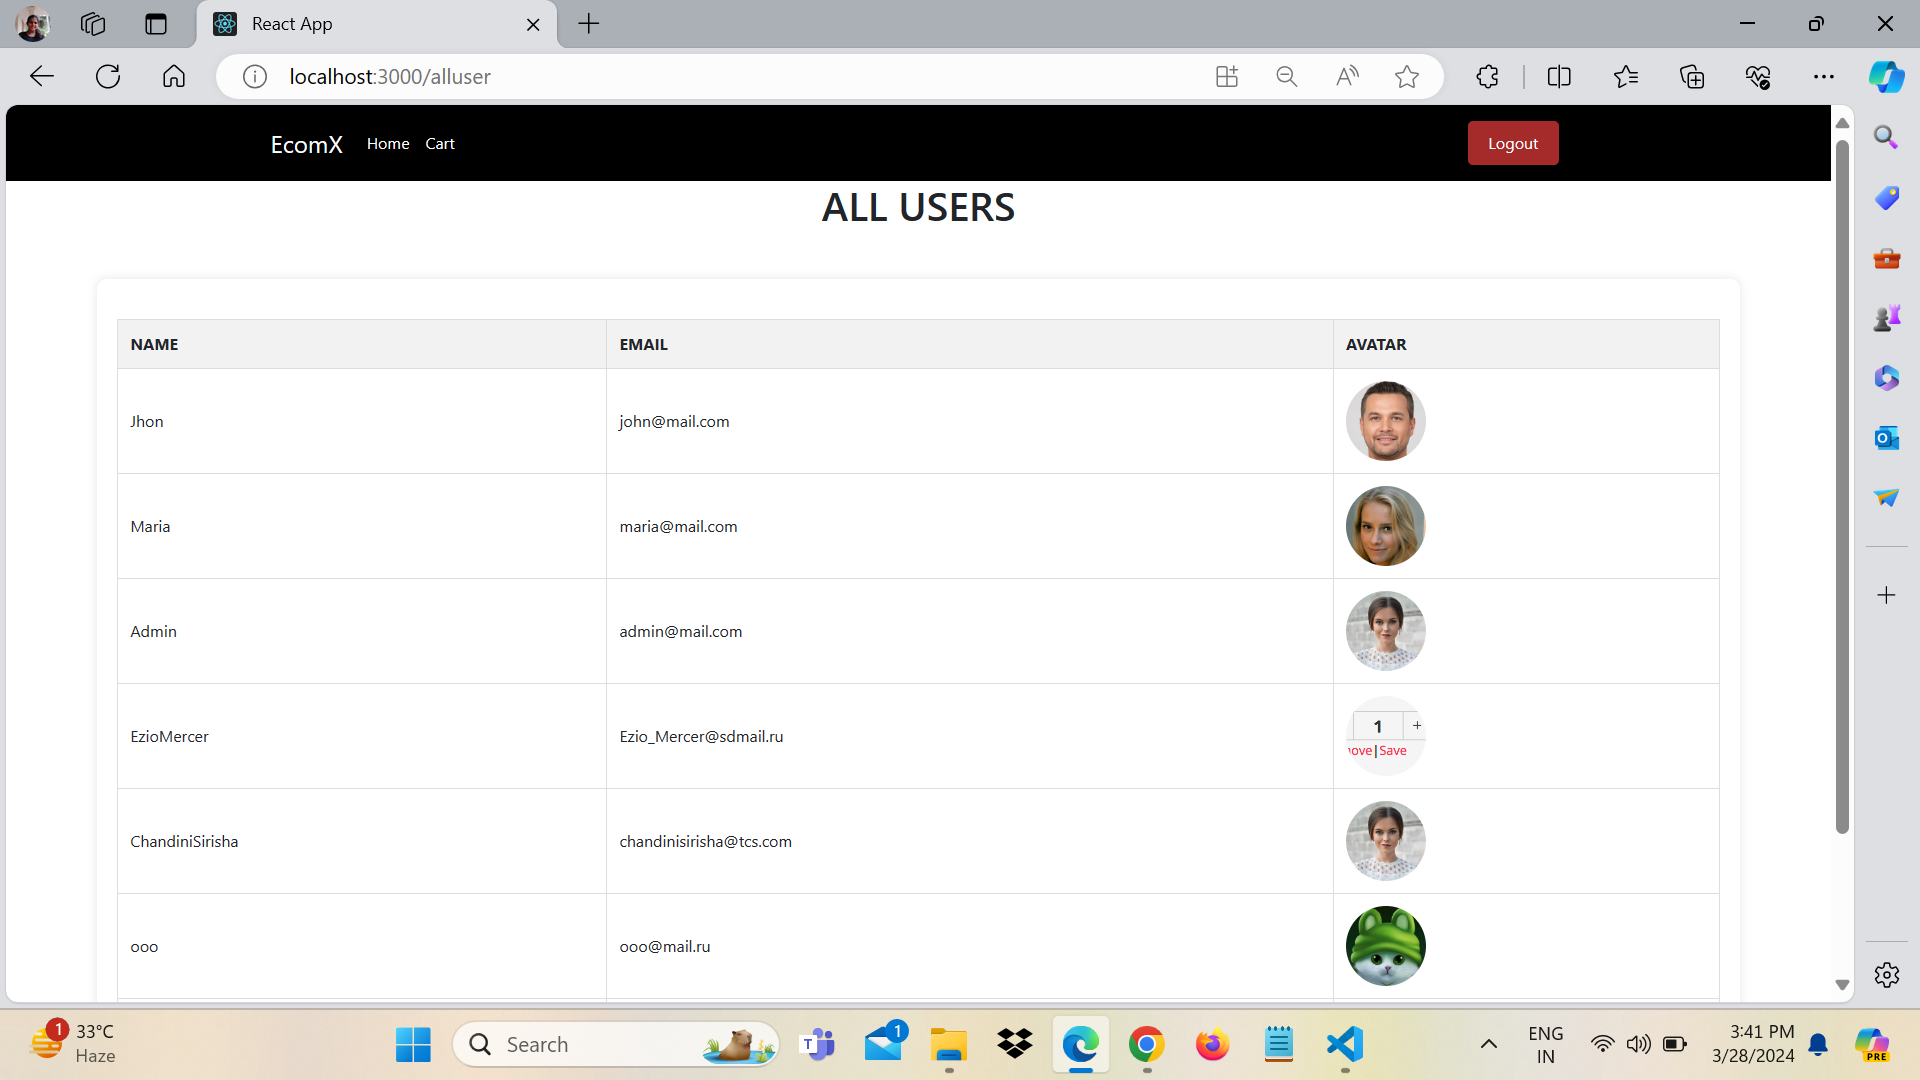 React App
localhost:3000/alluser
EcomX Home Cart Logout
ALL USERS
NAME EMAIL AVATAR
Jhon john@mail.com
Maria maria@mail.com
Admin admin@mail.com
1 +
EzioMercer Ezio_Mercer@sdmail.ru
ove|Save
ChandiniSirisha chandinisirisha@tcs.com
ooo ooo@mail.ru
1 33°C
Haze
Search
T
1
ENG
IN
3:41 PM
3/28/2024
PRE